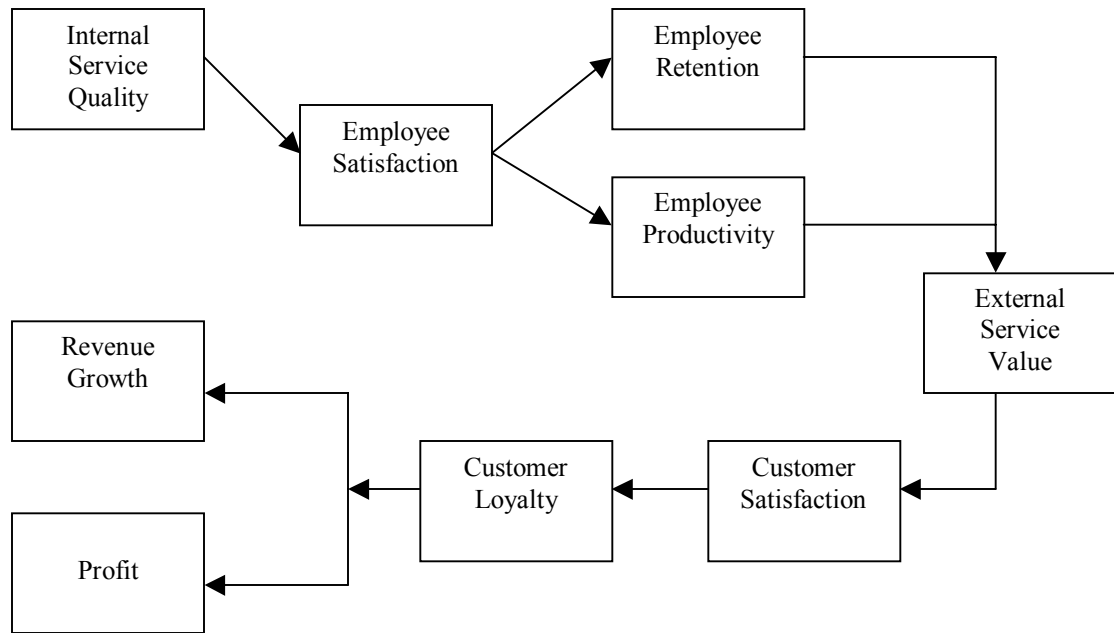 Internal
Service
Quality
Employee
Satisfaction
Employee
Retention
Employee
Productivity
External
Service
Value
Customer
Satisfaction
Customer
Loyalty
Revenue
Growth
Profit